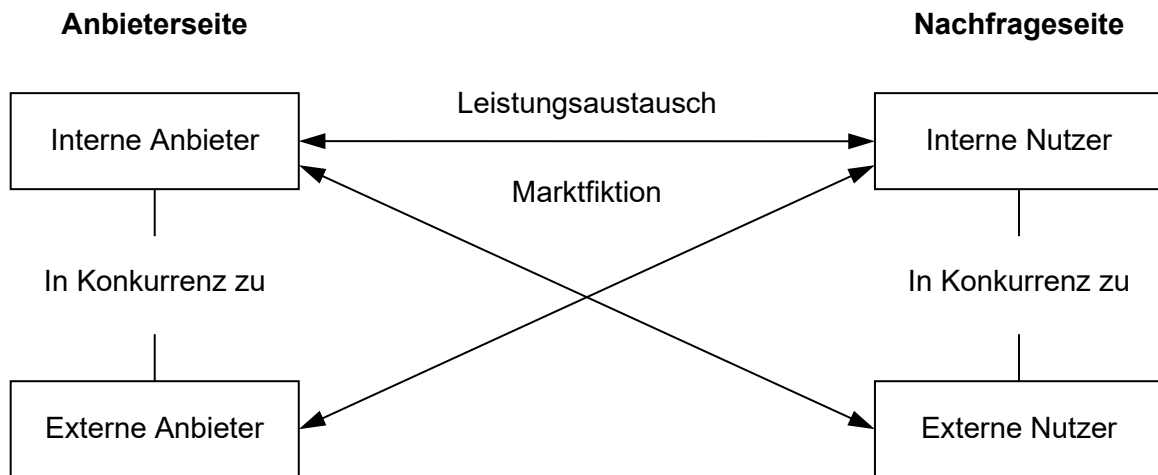 Anbieterseite
Nachfrageseite
Interne Anbieter
Leistungsaustausch
Interne Nutzer
Marktfiktion
In Konkurrenz zu
In Konkurrenz zu
Externe Anbieter
Externe Nutzer